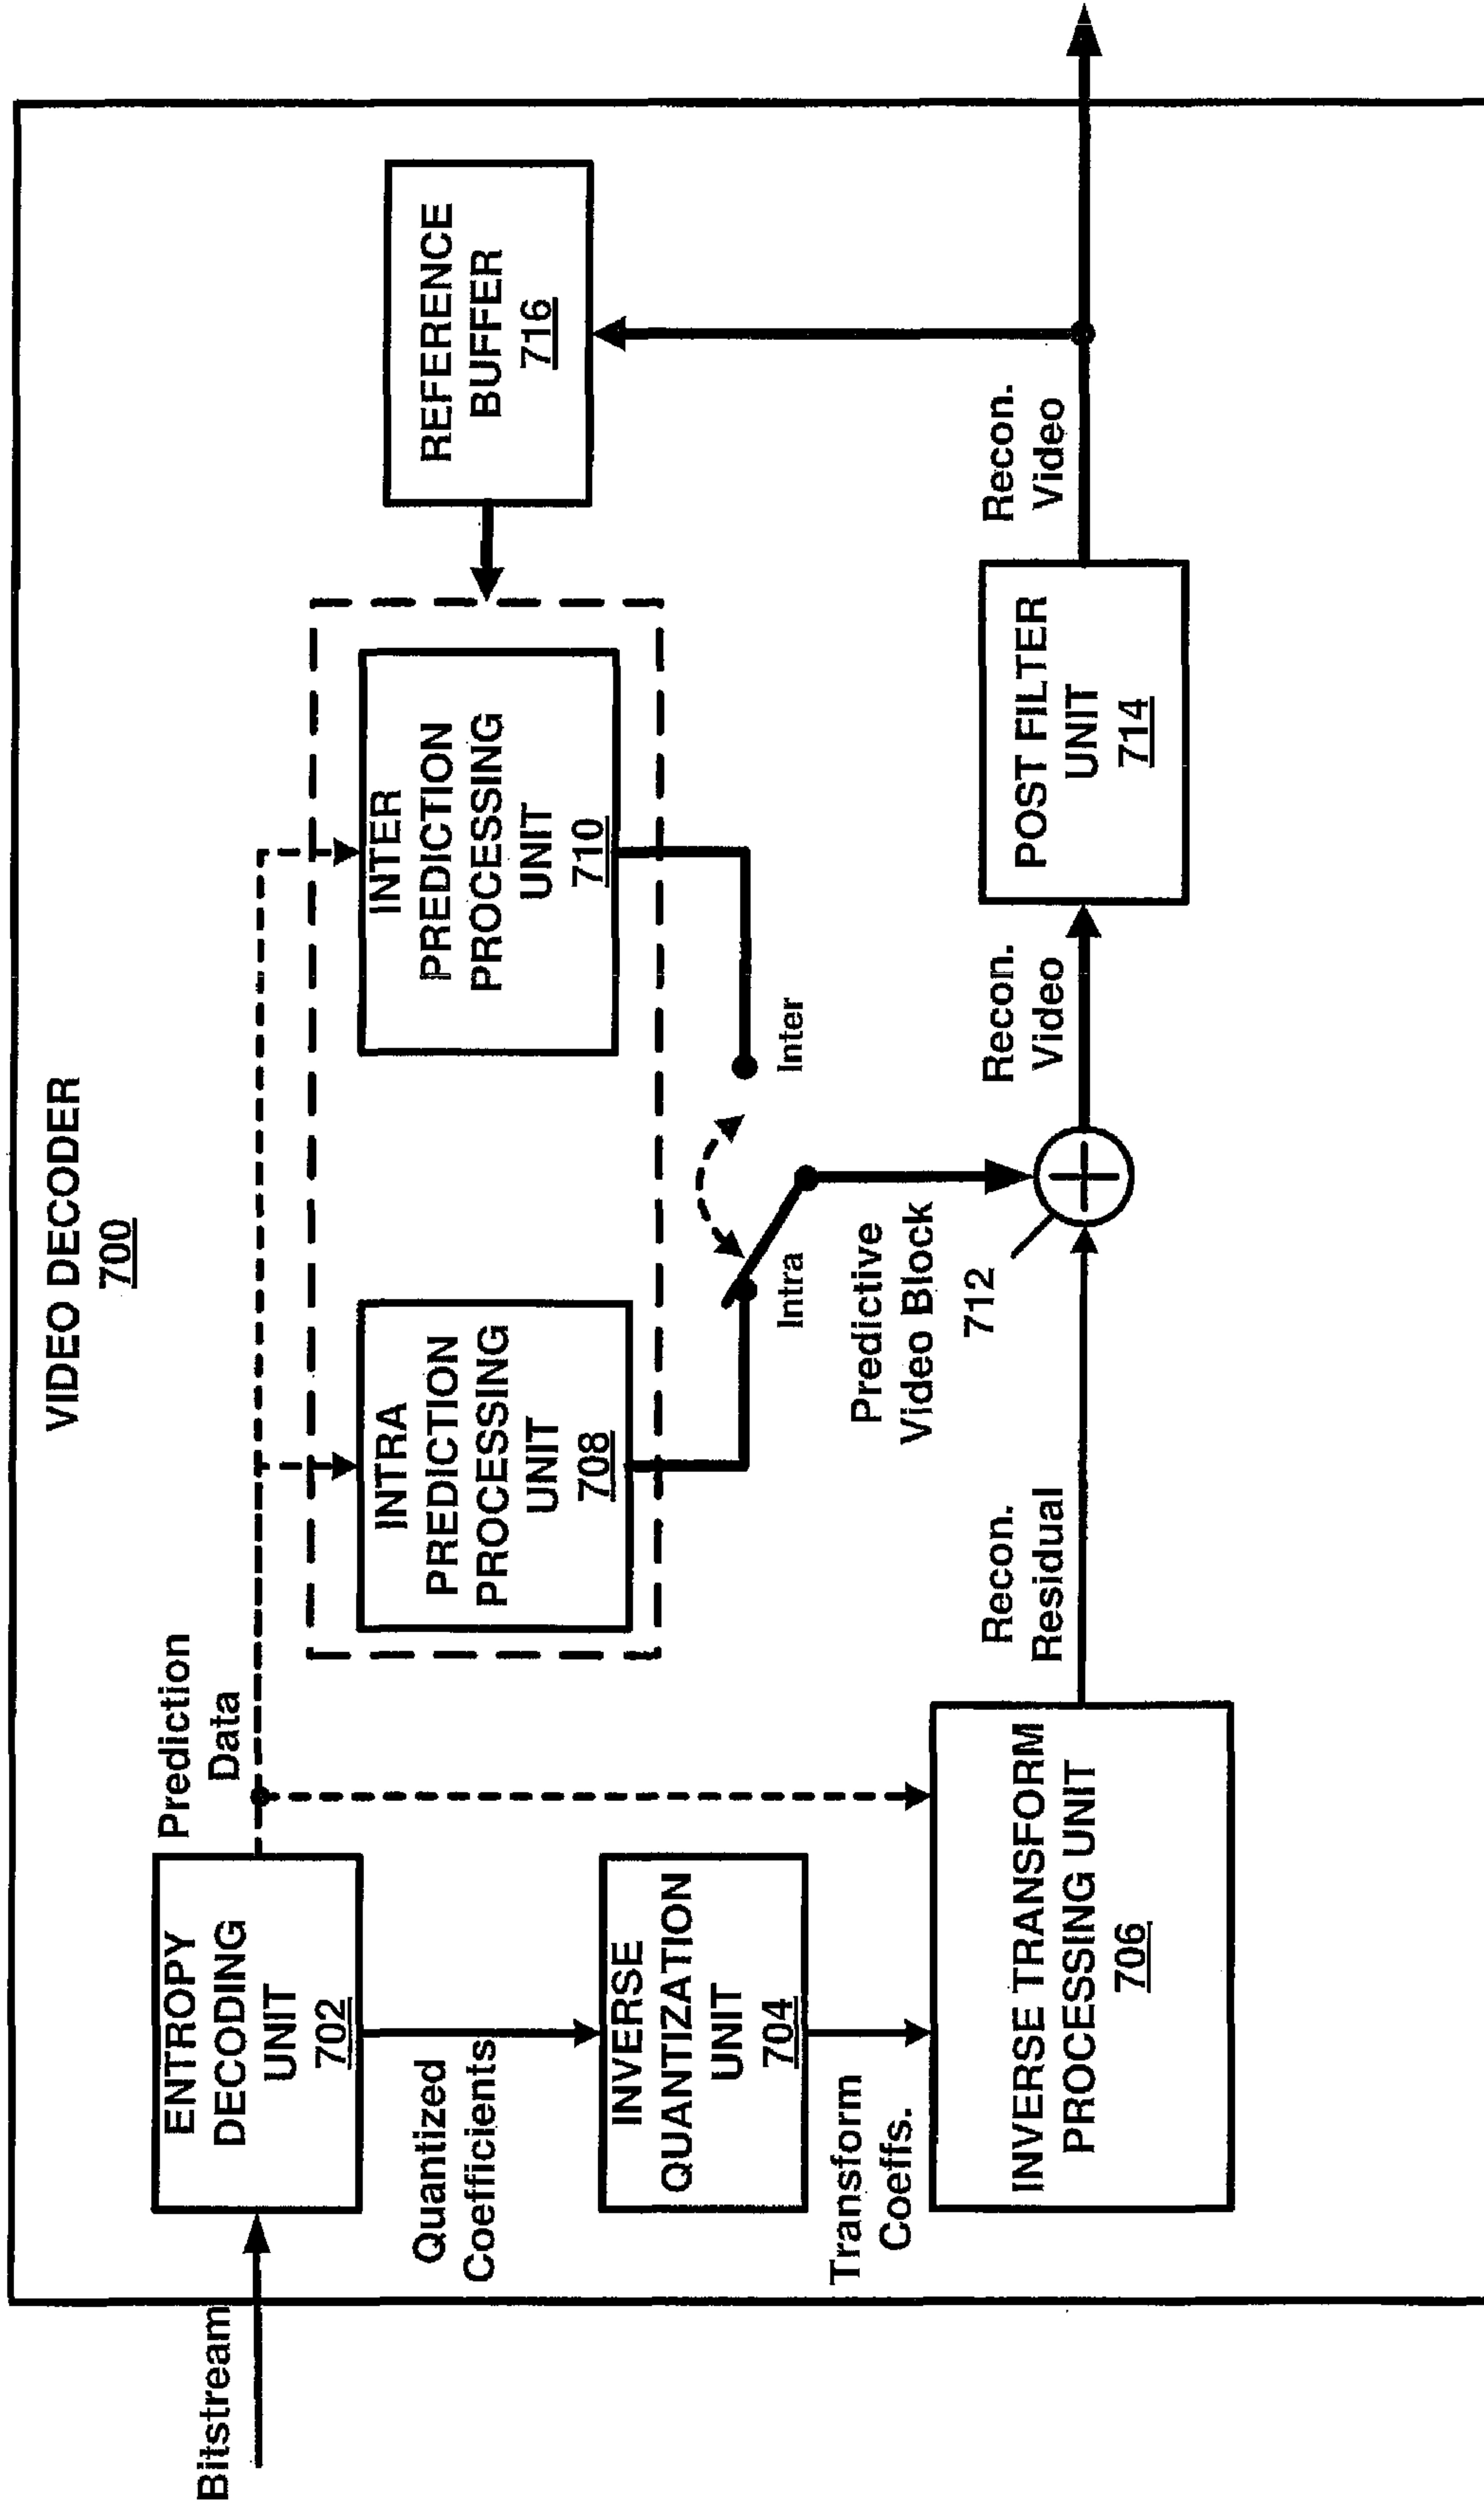 VIDEO DECODER
700
Bitstream
ENTROPY
DECODING
UNIT
702
Prediction
Data
Quantized
Coefficients
INVERSE
QUANTIZATION
UNIT
704
Transform
Coeffs.
INVERSE TRANSFORM
PROCESSING UNIT
706
Recon.
Residual
INTRA
PREDICTION
PROCESSING
UNIT
708
INTER
PREDICTION
PROCESSING
UNIT
710
REFERENCE
BUFFER
716
Intra
Inter
Predictive
Video Block
712
Recon.
Video
POST FILTER
UNIT
714
Recon.
Video